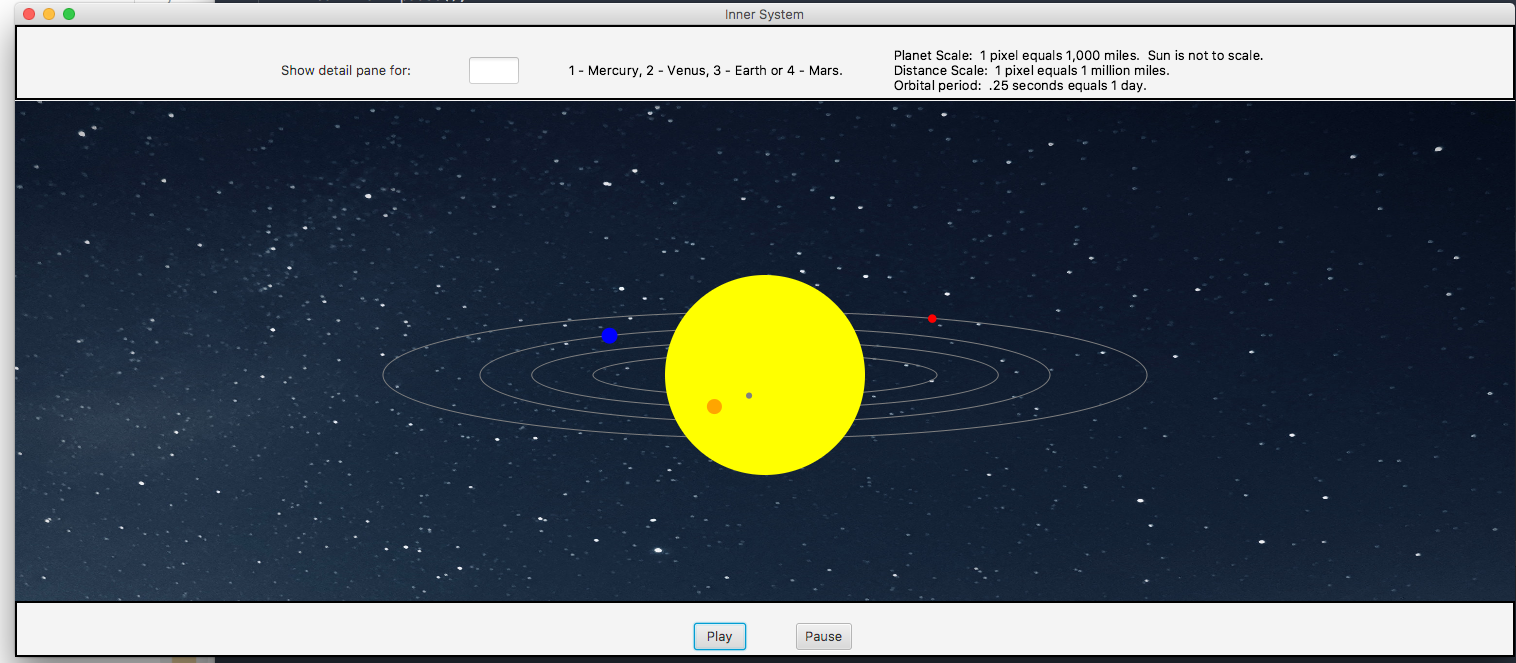 Inner System
Show detail pane for:
1 - Mercury, 2 - Venus, 3 - Earth or 4 - Mars.
Planet Scale:  1 pixel equals 1,000 miles.  Sun is not to scale.
Distance Scale:  1 pixel equals 1 million miles.
Orbital period:  .25 seconds equals 1 day.
Play
Pause